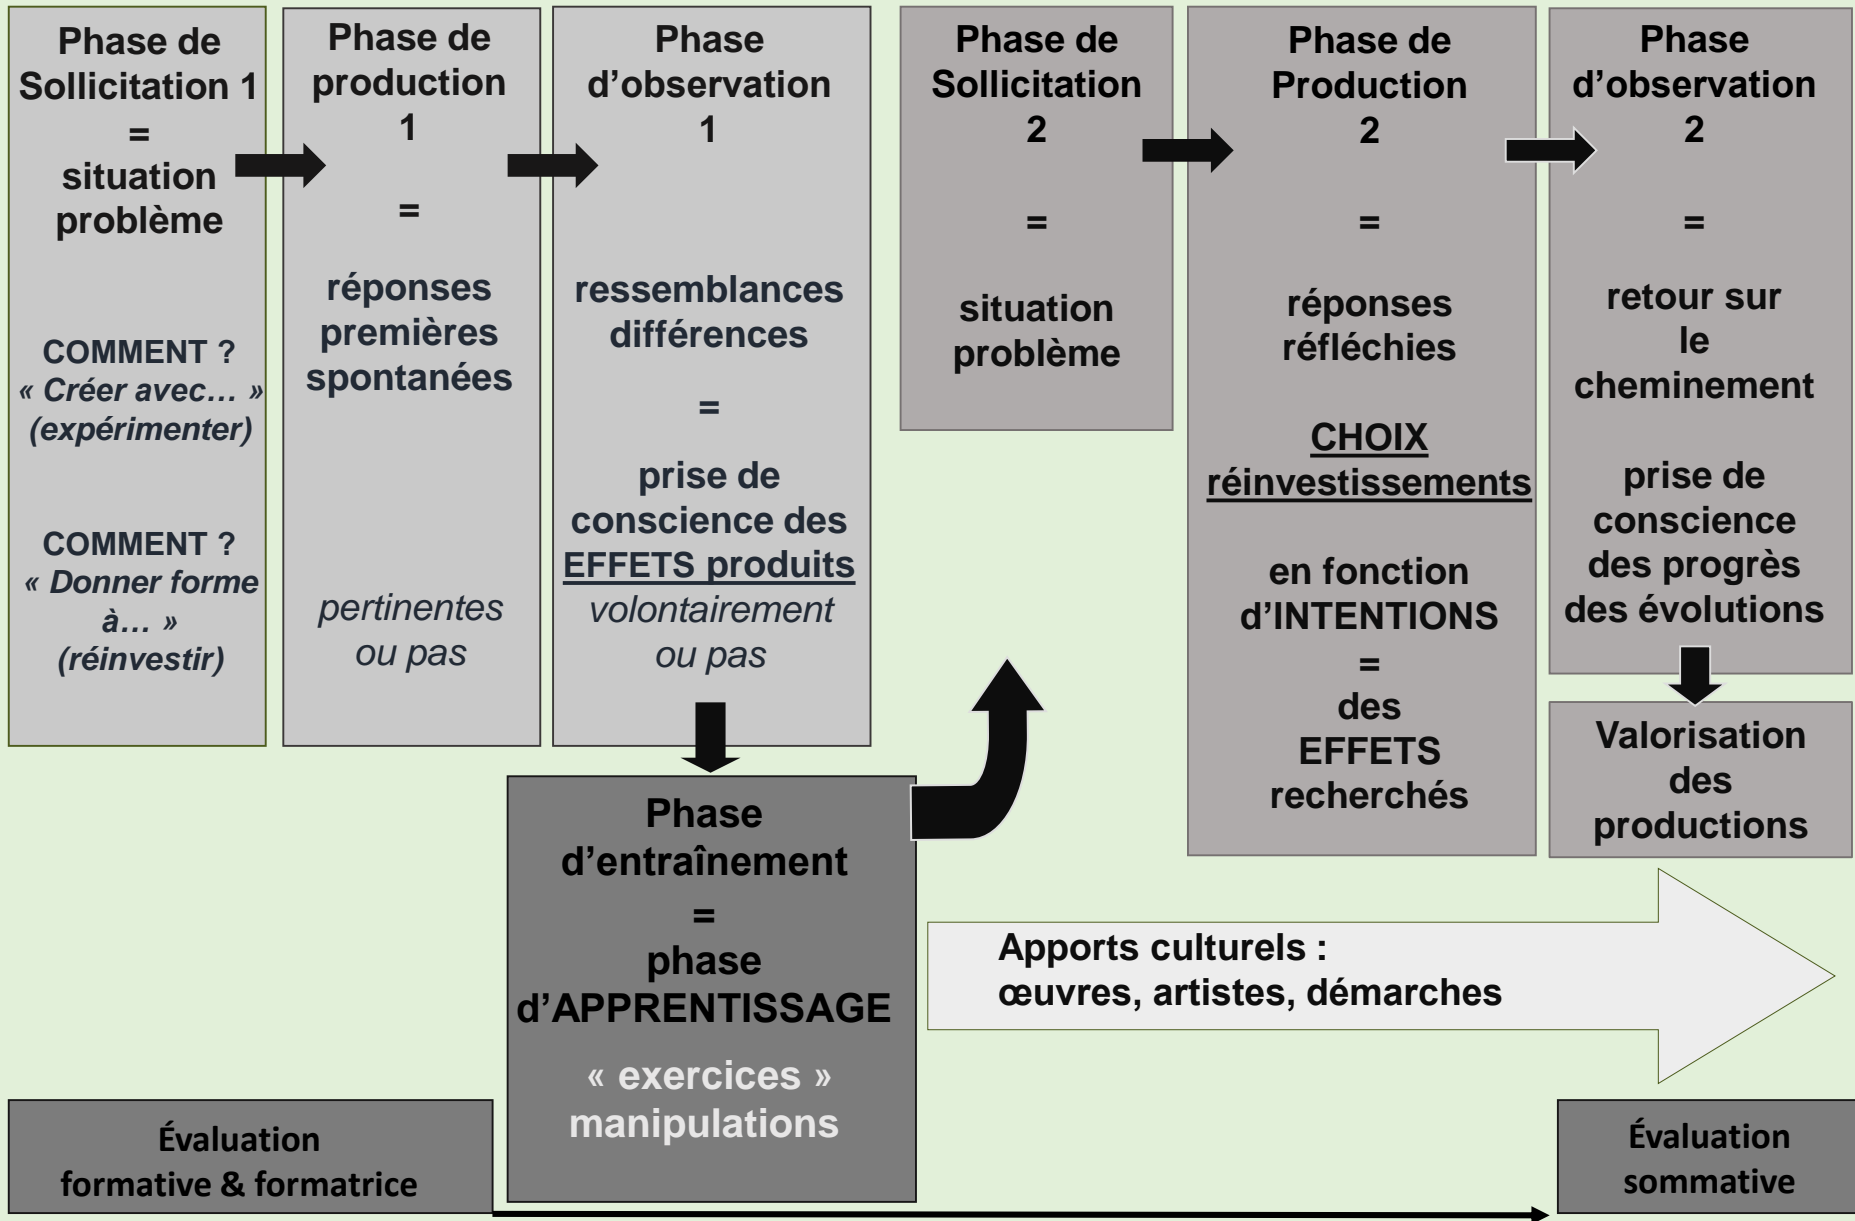 Phase de
Sollicitation 1
=
situation
problème
COMMENT ?
« Créer avec… »
(expérimenter)
COMMENT ?
« Donner forme
à… »
(réinvestir)
Phase de
production
1
=
réponses
premières
spontanées
pertinentes
ou pas
Phase
d’observation
1
ressemblances
différences
=
prise de
conscience des
EFFETS produits
volontairement
ou pas
Phase
d’entraînement
=
phase
d’APPRENTISSAGE
« exercices »
manipulations
Phase de
Sollicitation
2
=
situation
problème
Phase de
Production
2
=
réponses
réfléchies
CHOIX
réinvestissements
en fonction
d’INTENTIONS
=
des
EFFETS
recherchés
Phase
d’observation
2
=
retour sur
le
cheminement
prise de
conscience
des progrès
des évolutions
Valorisation
des
productions
Apports culturels :
œuvres, artistes, démarches
Évaluation
formative & formatrice
Évaluation
sommative